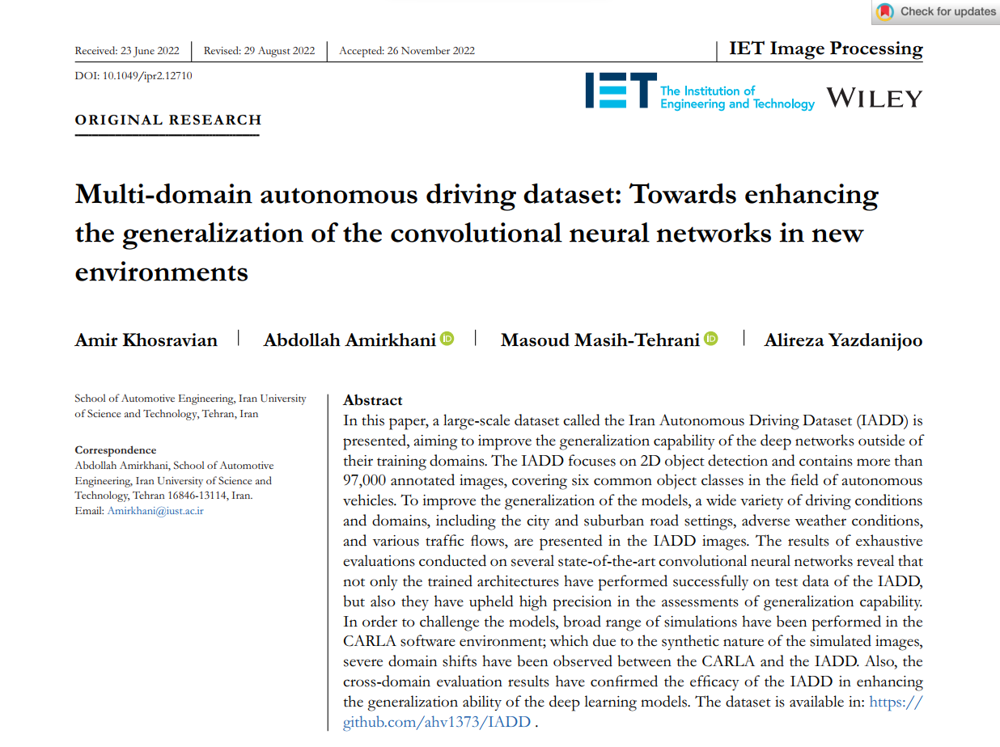 Check for updates
Received: 23 June 2022
Revised: 29 August 2022
Accepted: 26 November 2022
IET Image Processing
DOI: 10.1049/ipr2.12710
IET
The Institution of
Engineering and Technology
WILEY
ORIGINAL RESEARCH
Multi-domain autonomous driving dataset: Towards enhancing
the generalization of the convolutional neural networks in new
environments
Amir Khosravian
Abdollah Amirkhani iD
Masoud Masih-Tehrani iD
Alireza Yazdanijoo
School of Automotive Engineering, Iran University
of Science and Technology, Tehran, Iran
Correspondence
Abdollah Amirkhani, School of Automotive
Engineering, Iran University of Science and
Technology, Tehran 16846-13114, Iran.
Email: Amirkhani@iust.ac.ir
Abstract
In this paper, a large-scale dataset called the Iran Autonomous Driving Dataset (IADD) is
presented, aiming to improve the generalization capability of the deep networks outside of
their training domains. The IADD focuses on 2D object detection and contains more than
97,000 annotated images, covering six common object classes in the field of autonomous
vehicles. To improve the generalization of the models, a wide variety of driving conditions
and domains, including the city and suburban road settings, adverse weather conditions,
and various traffic flows, are presented in the IADD images. The results of exhaustive
evaluations conducted on several state-of-the-art convolutional neural networks reveal that
not only the trained architectures have performed successfully on test data of the IADD,
but also they have upheld high precision in the assessments of generalization capability.
In order to challenge the models, broad range of simulations have been performed in the
CARLA software environment; which due to the synthetic nature of the simulated images,
severe domain shifts have been observed between the CARLA and the IADD. Also, the
cross-domain evaluation results have confirmed the efficacy of the IADD in enhancing
the generalization ability of the deep learning models. The dataset is available in: https://
github.com/ahv1373/IADD .